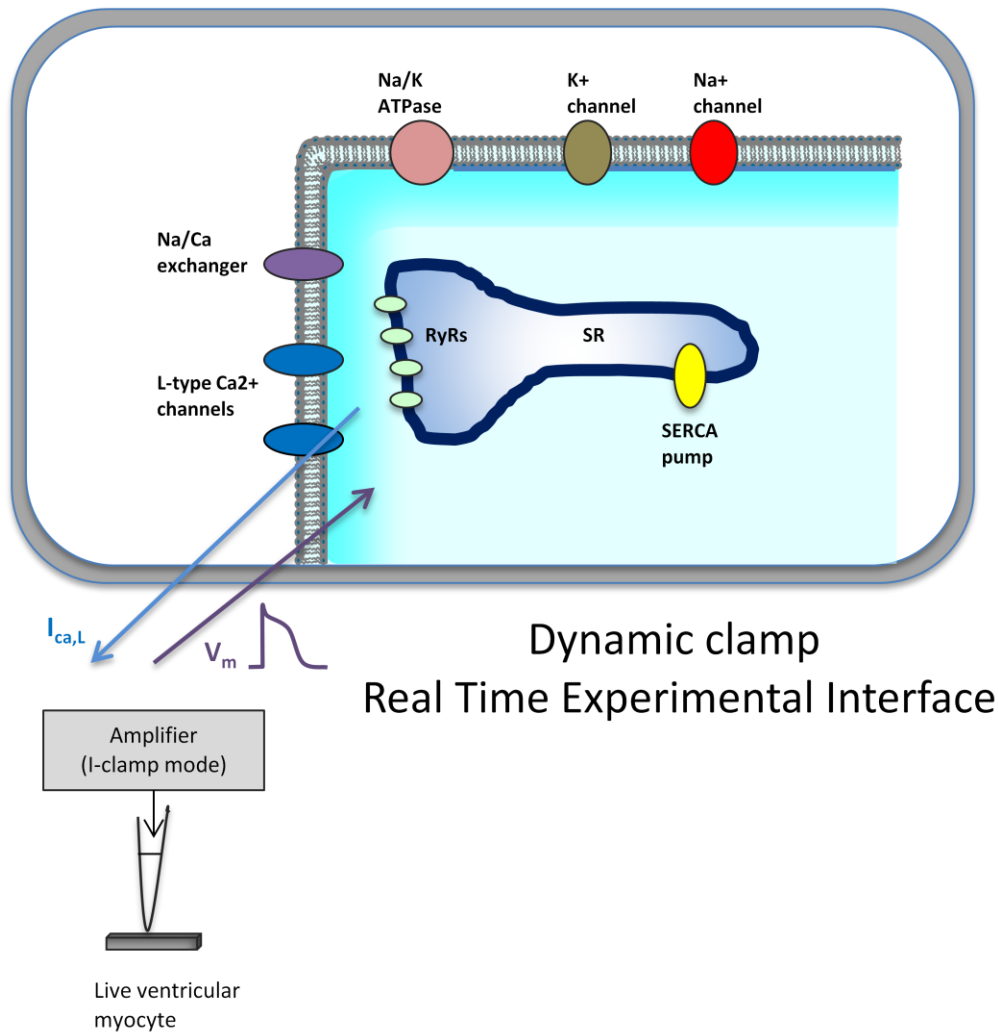 Na/K
ATPase
K+
channel
Na+
channel
Na/Ca
exchanger
RyRs
SR
L-type Ca2+
channels
SERCA
pump
Ica,L
Vm
Dynamic clamp
Real Time Experimental Interface
Amplifier
(I-clamp mode)
Live ventricular
myocyte